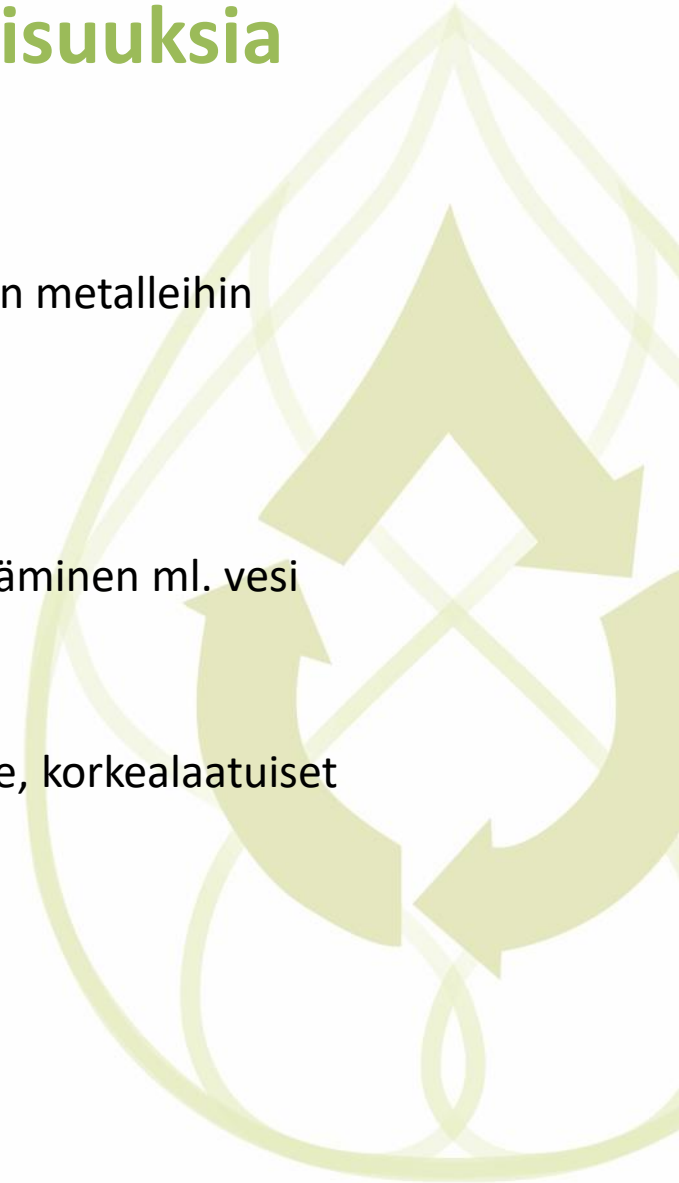 isuuksia
n metalleihin
äminen ml. vesi
e, korkealaatuiset